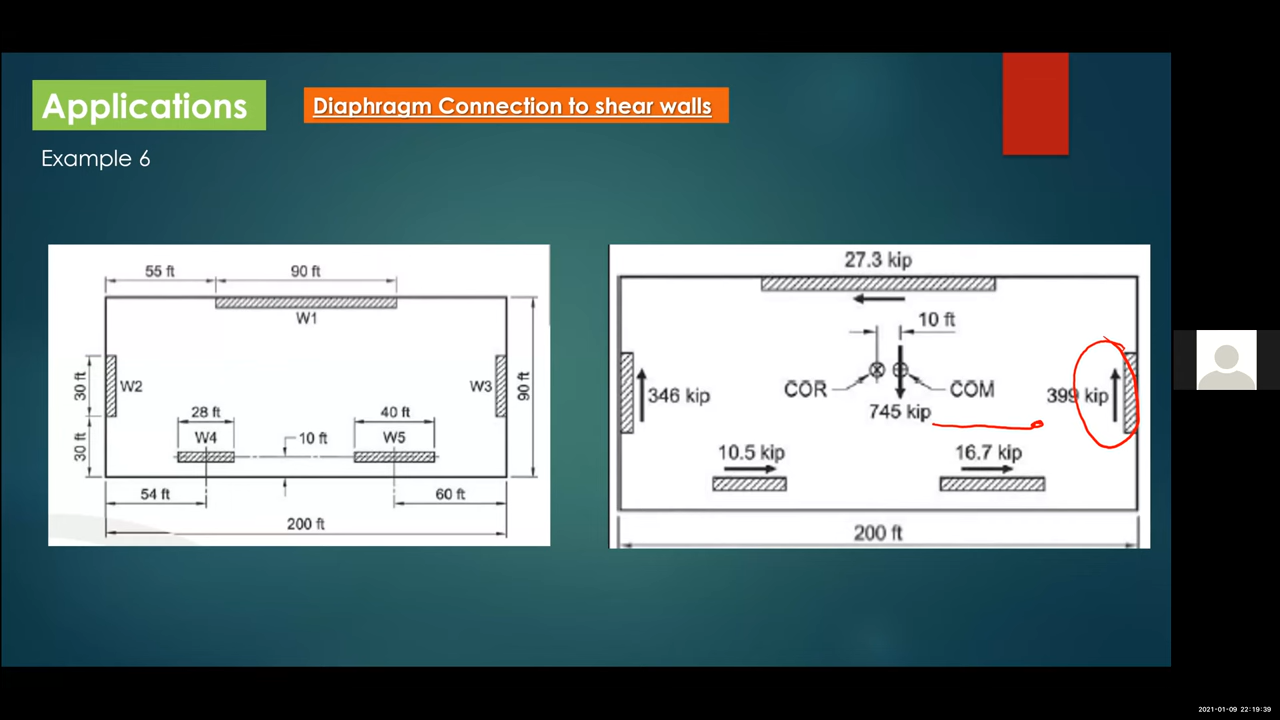 Applications
Diaphragm Connection to shear walls
Example 6
55 ft
90 ft
W1
30 ft
W2
W3
90 ft
28 ft
40 ft
30 ft
W4
10 ft
W5
54 ft
60 ft
200 ft
27.3 kip
10 ft
COR
COM
346 kip
399 kip
745 kip
10.5 kip
16.7 kip
200 ft
2021-01-09 22:19:39